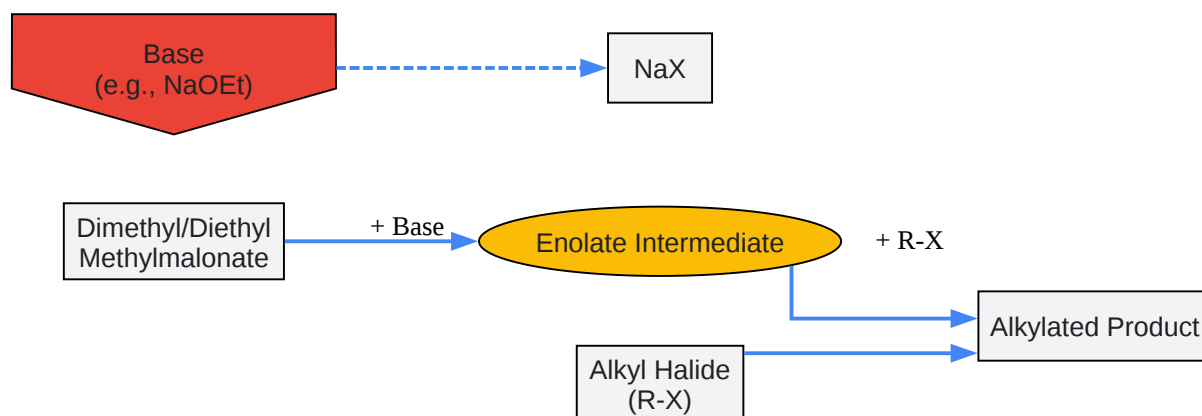 Base
(e.g., NaOEt)
NaX
Dimethyl/Diethyl
Methylmalonate
+ Base
Enolate Intermediate
+ R-X
Alkylated Product
Alkyl Halide
(R-X)